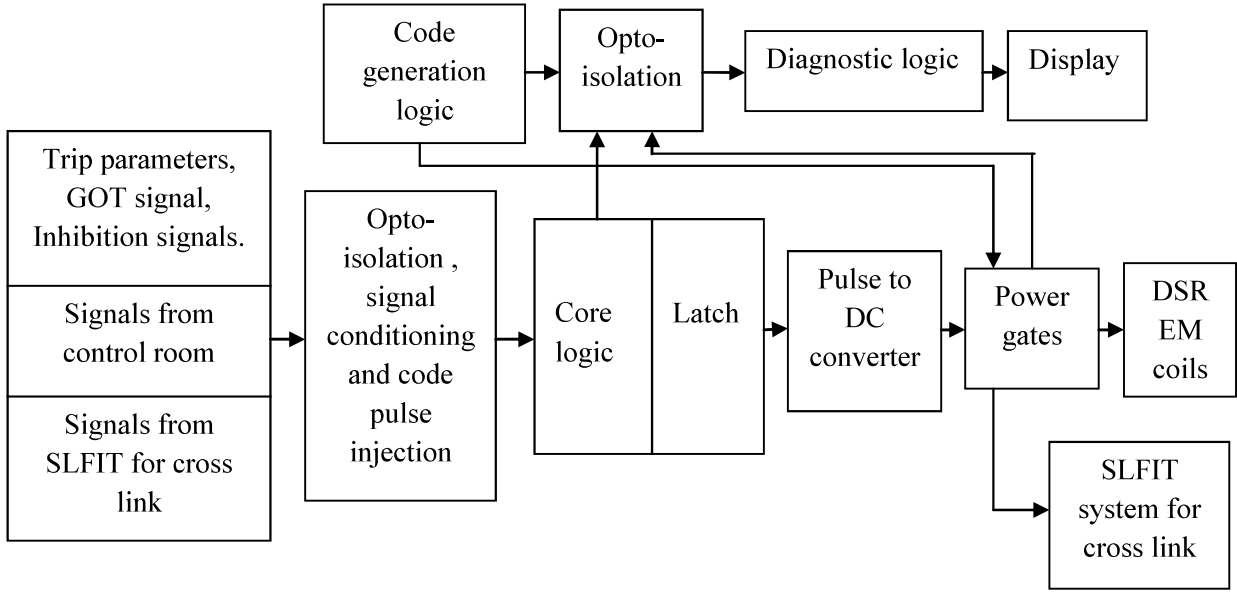 Code
generation
logic
Opto-
isolation
Diagnostic logic
Display
Trip parameters,
GOT signal,
Inhibition signals.
Signals from
control room
Signals from
SLFIT for cross
link
Opto-
isolation ,
signal
conditioning
and code
pulse
injection
Core
logic
Latch
Pulse to
DC
converter
Power
gates
DSR
EM
coils
SLFIT
system for
cross link